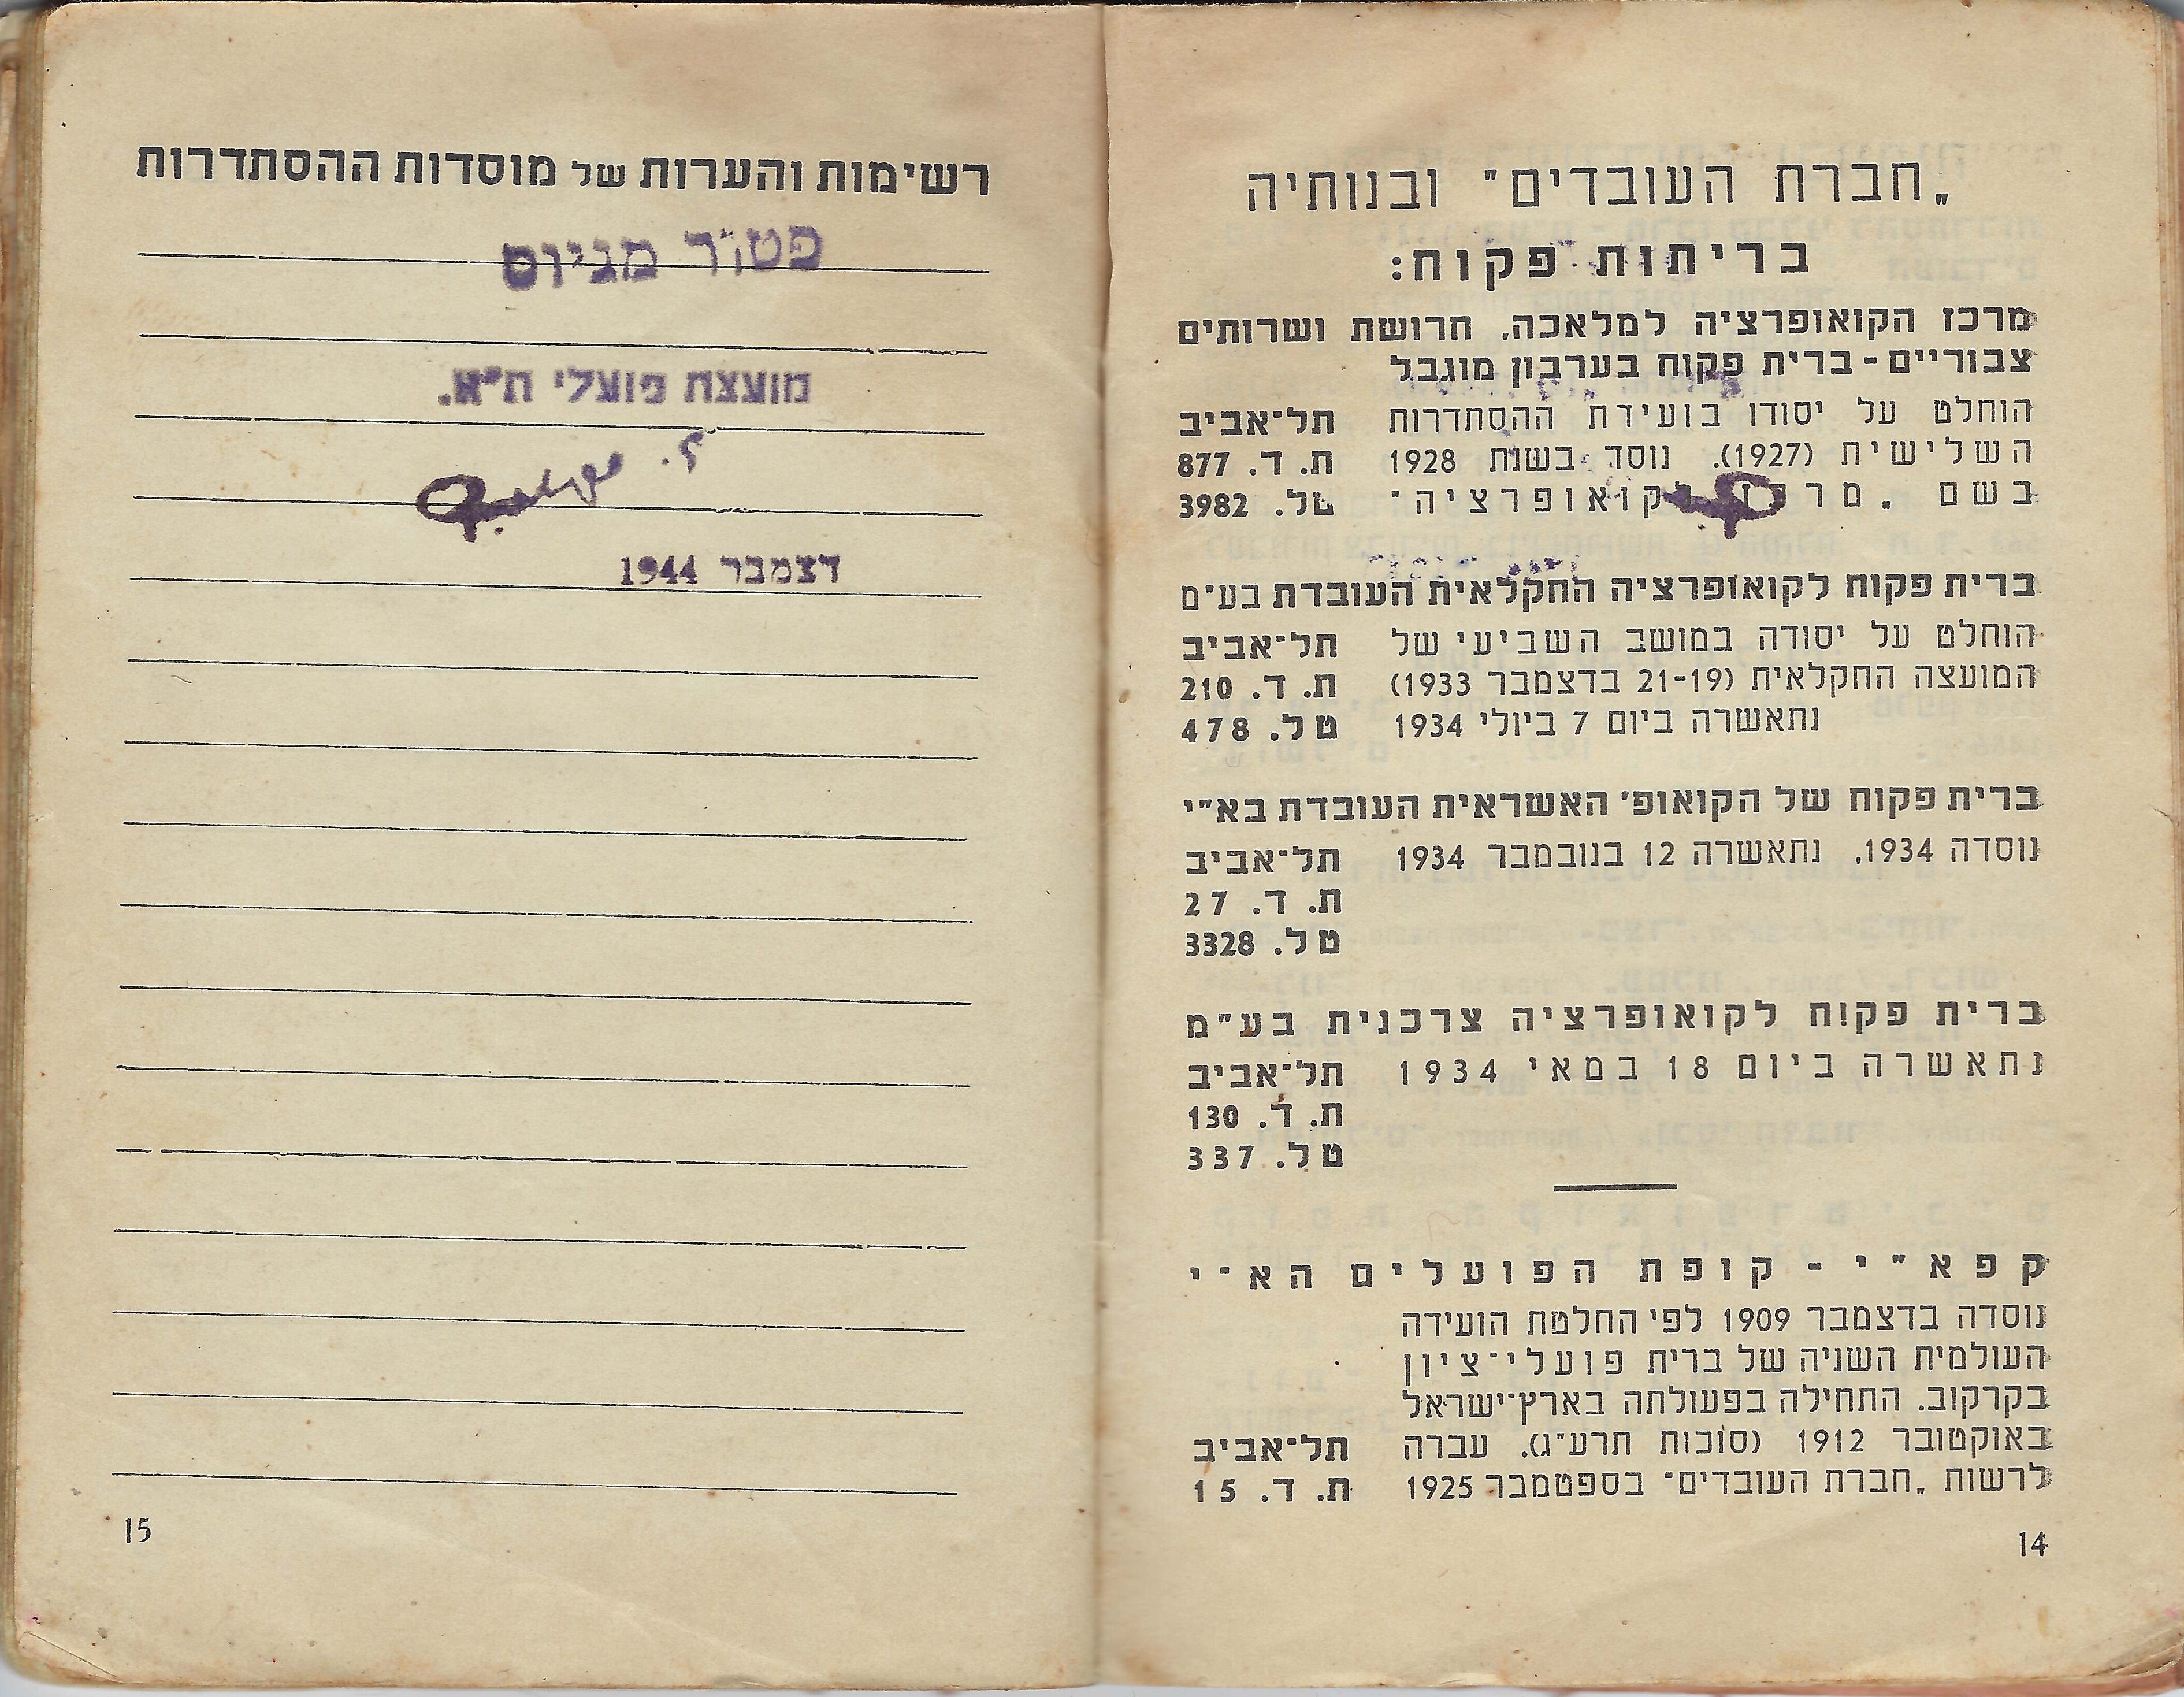 „חברת העובדים" ובנותיה
בריתות פקוח:
מרכז הקואופרציה למלאכה, חרושת ושרותים
צבוריים - ברית פקוח בערבון מוגבל
הוחלט על יסודו בועידת ההסתדרות תל־אביב
השלישית (1927). נוסד בשנת 1928 ת. ד. 877
בשם „מרכז לקואופרציה" טל. 3982
ברית פקוח לקואופרציה החקלאית העובדת בע"מ
הוחלט על יסודה במושב השביעי של תל־אביב
המועצה החקלאית (21-19 בדצמבר 1933) ת. ד. 210
נתאשרה ביום 7 ביולי 1934 טל. 478
ברית פקוח של הקואופ' האשראית העובדת בא"י
נוסדה 1934. נתאשרה 12 בנובמבר 1934 תל־אביב
ת. ד. 27
טל. 3328
ברית פקוח לקואופרציה צרכנית בע"מ
נתאשרה ביום 18 במאי 1934 תל־אביב
ת. ד. 130
טל. 337
קפא"י - קופת הפועלים הא"י
נוסדה בדצמבר 1909 לפי החלטת הועידה
העולמית השניה של ברית פועלי־ציון
בקרקוב. התחילה בפעולתה בארץ־ישראל
באוקטובר 1912 (סוכות תרע"ג). עברה תל־אביב
לרשות „חברת העובדים" בספטמבר 1925 ת. ד. 15
14
רשימות והערות של מוסדות ההסתדרות
פטור מגיוס
מועצת פועלי ת"א.
דצמבר 1944
15